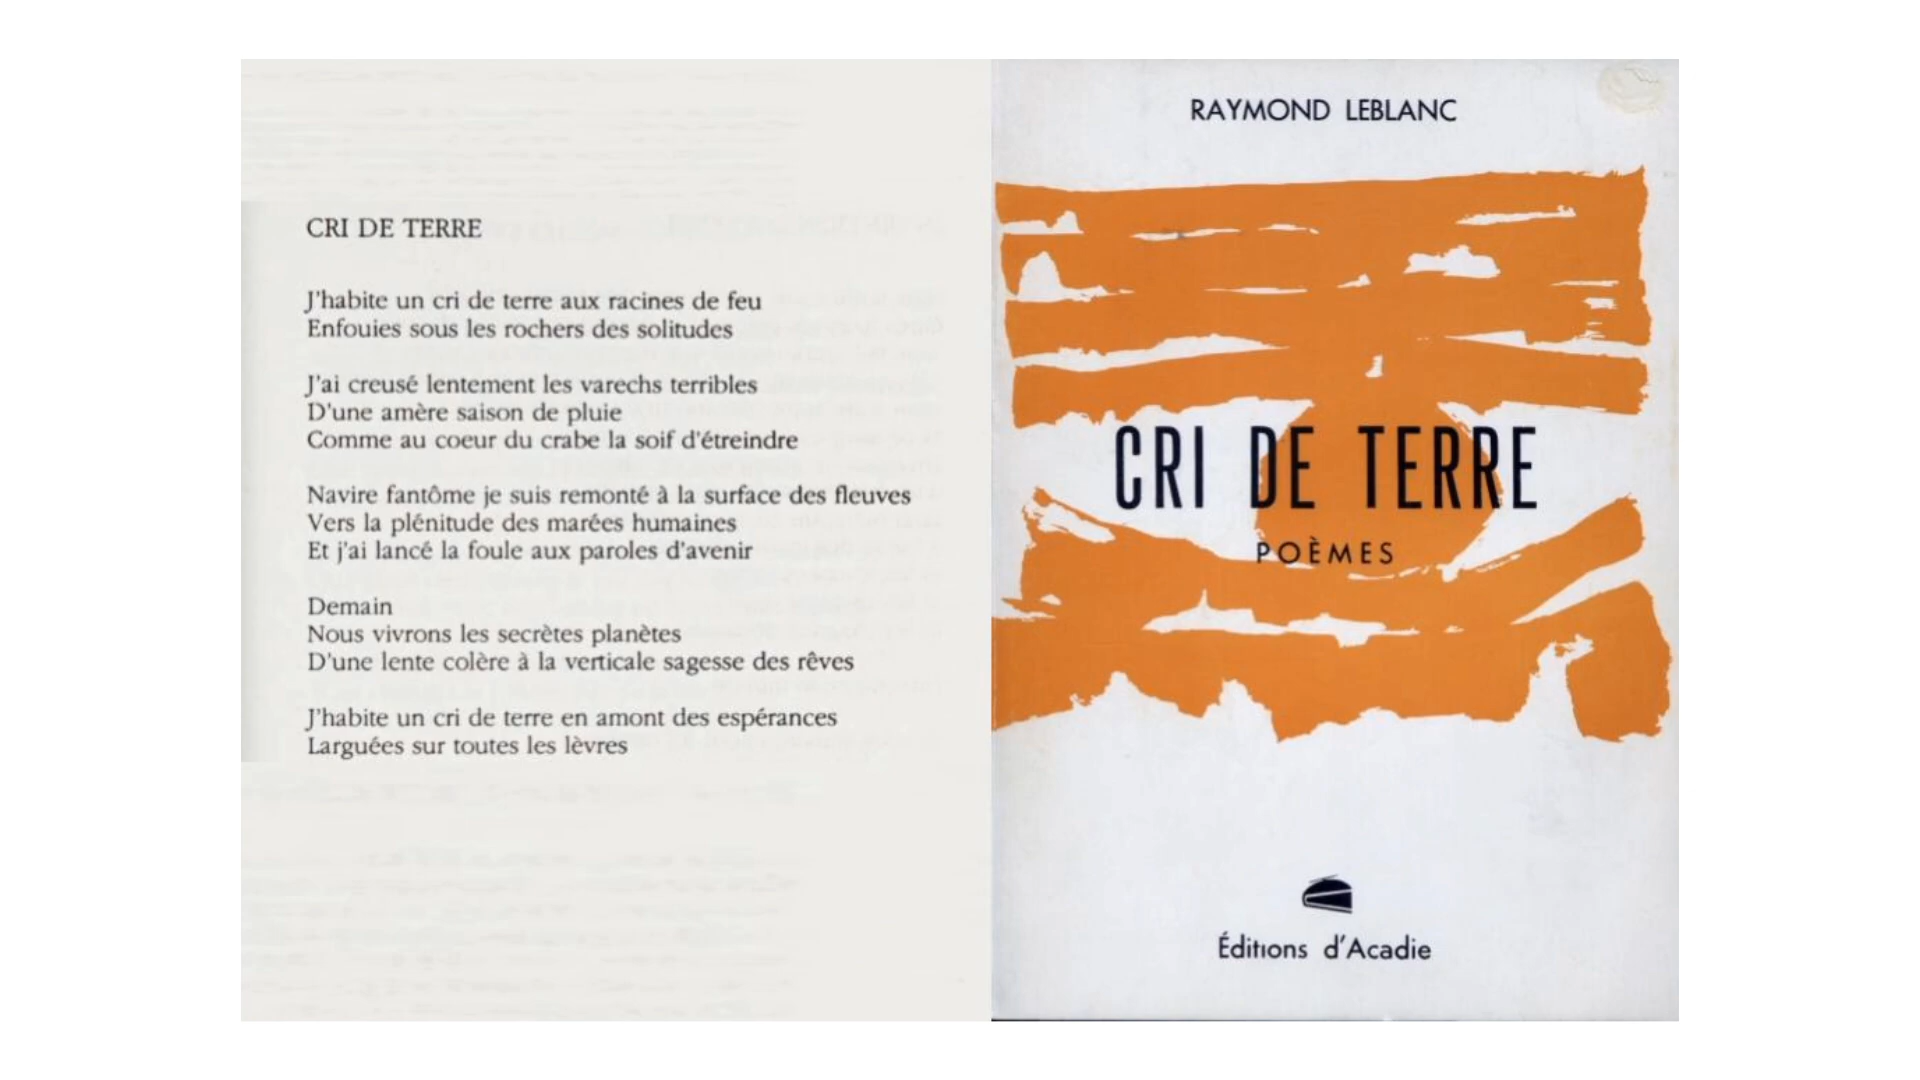 CRI DE TERRE
J'habite un cri de terre aux racines de feu
Enfouies sous les rochers des solitudes
J'ai creusé lentement les varechs terribles
D'une amère saison de pluie
Comme au coeur du crabe la soif d'étreindre
Navire fantôme je suis remonté à la surface des fleuves
Vers la plénitude des marées humaines
Et j'ai lancé la foule aux paroles d'avenir
Demain
Nous vivrons les secrètes planètes
D'une lente colère à la verticale sagesse des rêves
J'habite un cri de terre en amont des espérances
Larguées sur toutes les lèvres
RAYMOND LEBLANC
CRI DE TERRE
POÈMES
Éditions d'Acadie